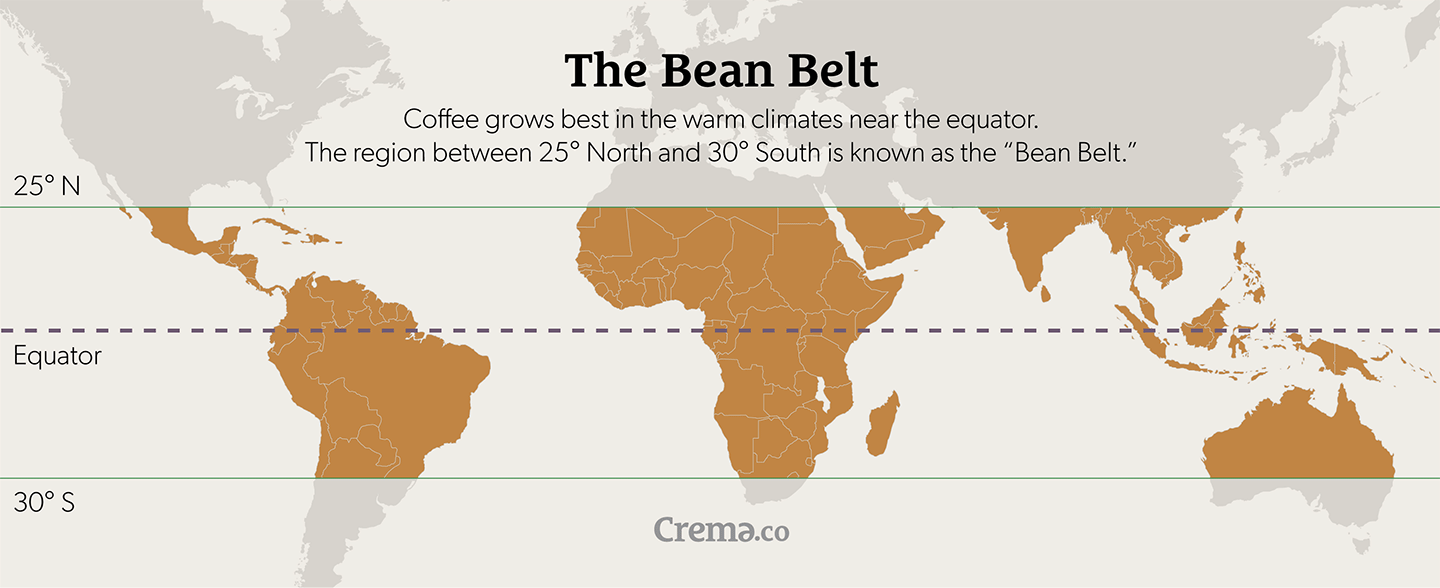 The Bean Belt
Coffee grows best in the warm climates near the equator.
The region between 25° North and 30° South is known as the “Bean Belt.”
25° N
Equator
30° S
Crema.co